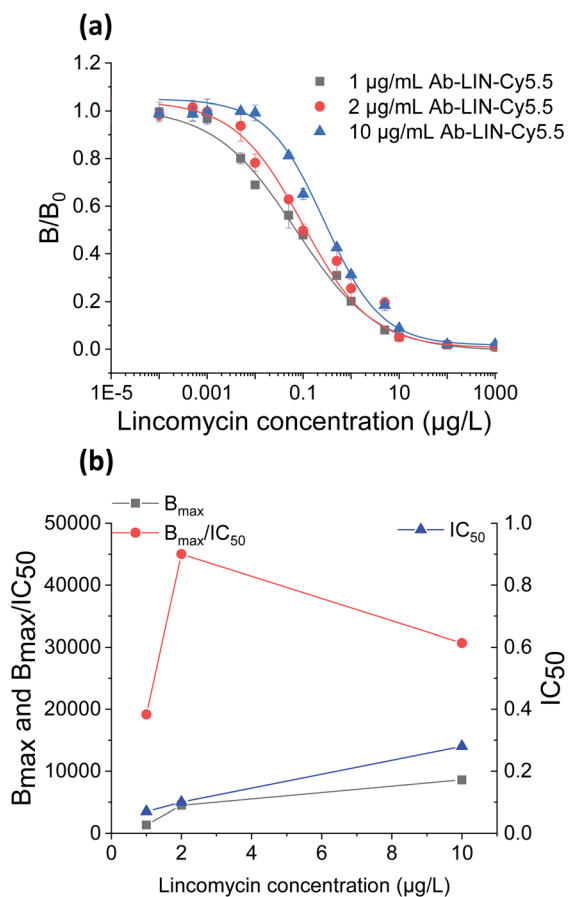 (a)
1.2
1.0
0.8
0.6
0.4
0.2
0.0
B/B0
1 µg/mL Ab-LIN-Cy5.5
2 µg/mL Ab-LIN-Cy5.5
10 µg/mL Ab-LIN-Cy5.5
1E-5 0.001 0.1 10 1000
Lincomycin concentration (µg/L)
(b)
Bmax
Bmax/IC50
IC50
50000
40000
30000
20000
10000
0
Bmax and Bmax/IC50
1.0
0.8
0.6
0.4
0.2
0.0
IC50
0 2 4 6 8 10
Lincomycin concentration (µg/L)